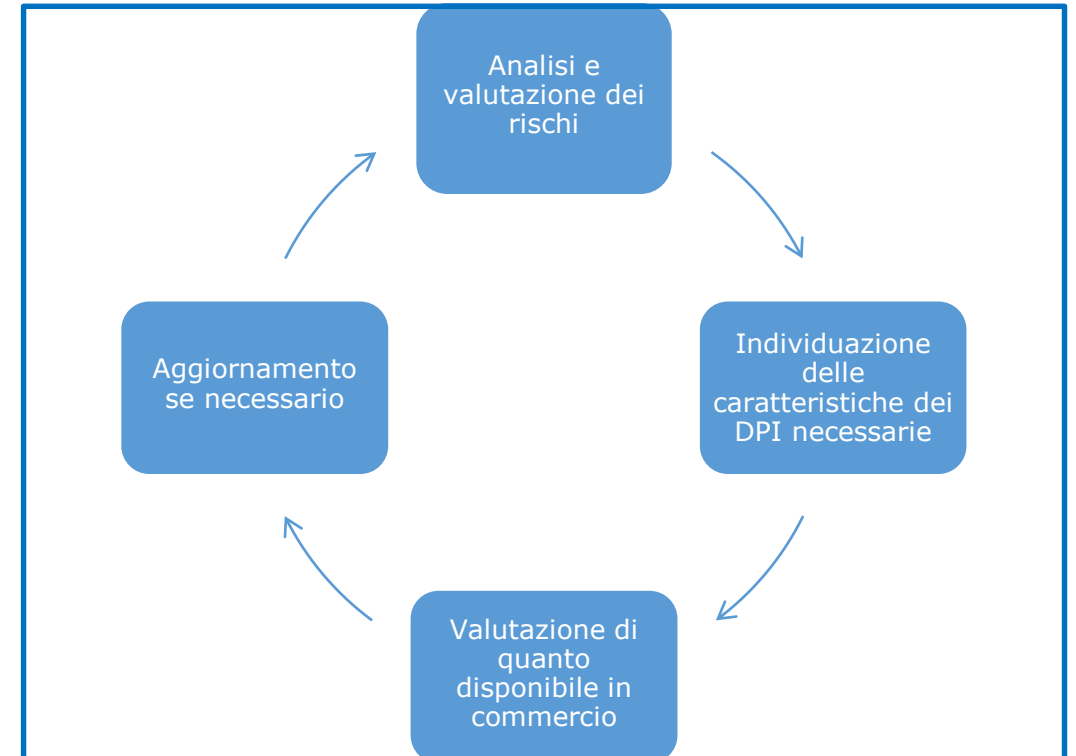 Analisi e
valutazione dei
rischi
Individuazione
delle
caratteristiche dei
DPI necessarie
Valutazione di
quanto
disponibile in
commercio
Aggiornamento
se necessario